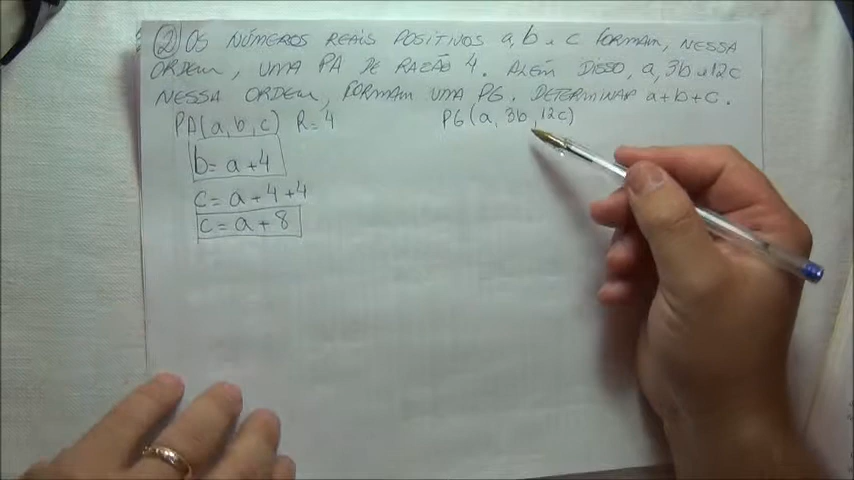 ② OS NÚMEROS REAIS POSITIVOS a, b e c FORMAM, NESSA
ORDEM, UMA PA DE RAZÃO 4. ALÉM DISSO, a, 3b e 12c
NESSA ORDEM, FORMAM UMA PG. DETERMINAR a+b+c.
PA(a, b, c) R=4
PG(a, 3b, 12c)
b = a+4
c = a+4+4
c = a+8